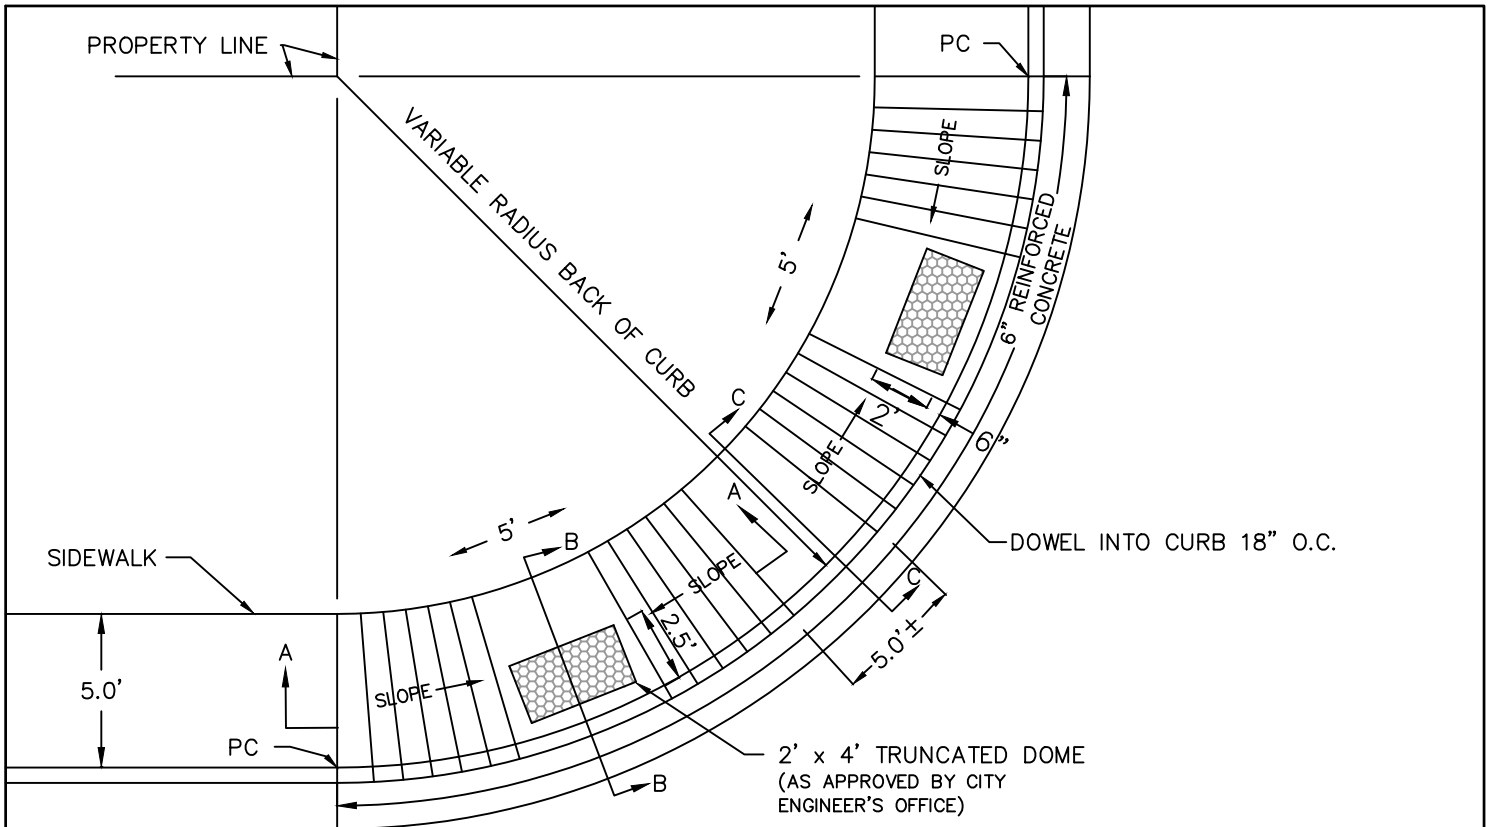 PROPERTY LINE
PC
VARIABLE RADIUS BACK OF CURB
SLOPE
5'
6" REINFORCED
CONCRETE
C
2'
6"
SLOPE
A
5'
B
SLOPE
DOWEL INTO CURB 18" O.C.
SIDEWALK
C
2.5'
5.0'±
A
5.0'
SLOPE
PC
2' x 4' TRUNCATED DOME
(AS APPROVED BY CITY
ENGINEER'S OFFICE)
B